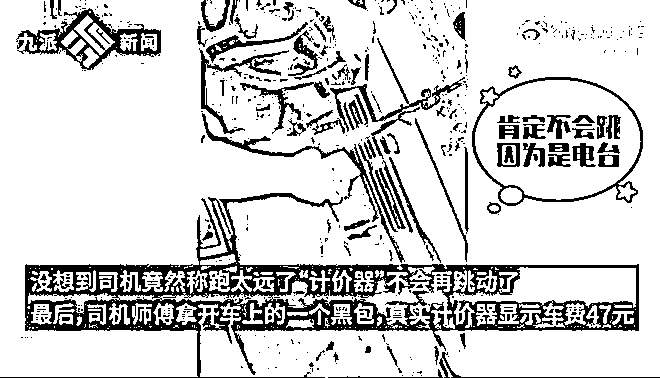 九派新闻
肯定不会跳
因为是电台
没想到司机竟然称跑太远了“计价器”不会再跳动了
最后,司机师傅拿开车上的一个黑包,真实计价器显示车费47元